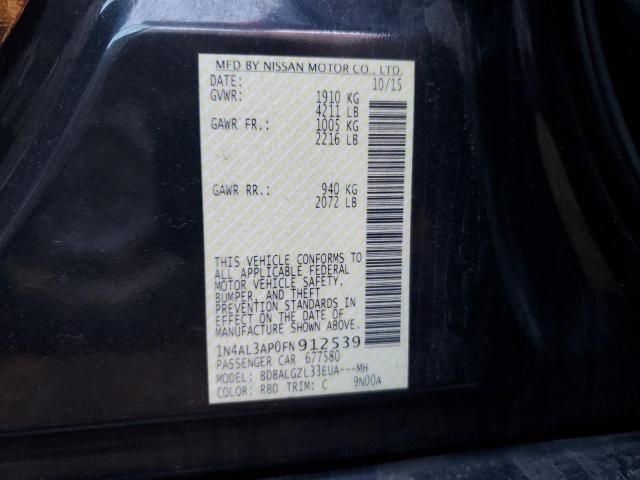 MFD BY NISSAN MOTOR CO., LTD.
DATE: 10/15
GVWR: 1910 KG
4211 LB
GAWR FR.: 1005 KG
2216 LB
GAWR RR.: 940 KG
2072 LB
THIS VEHICLE CONFORMS TO
ALL APPLICABLE FEDERAL
MOTOR VEHICLE SAFETY,
BUMPER, AND THEFT
PREVENTION STANDARDS IN
EFFECT ON THE DATE OF
MANUFACTURE SHOWN ABOVE.
1N4AL3AP0FN912539
PASSENGER CAR 677580
MODEL: BDBALGZL33EUA---MH
COLOR: RBD TRIM: C 9N00A